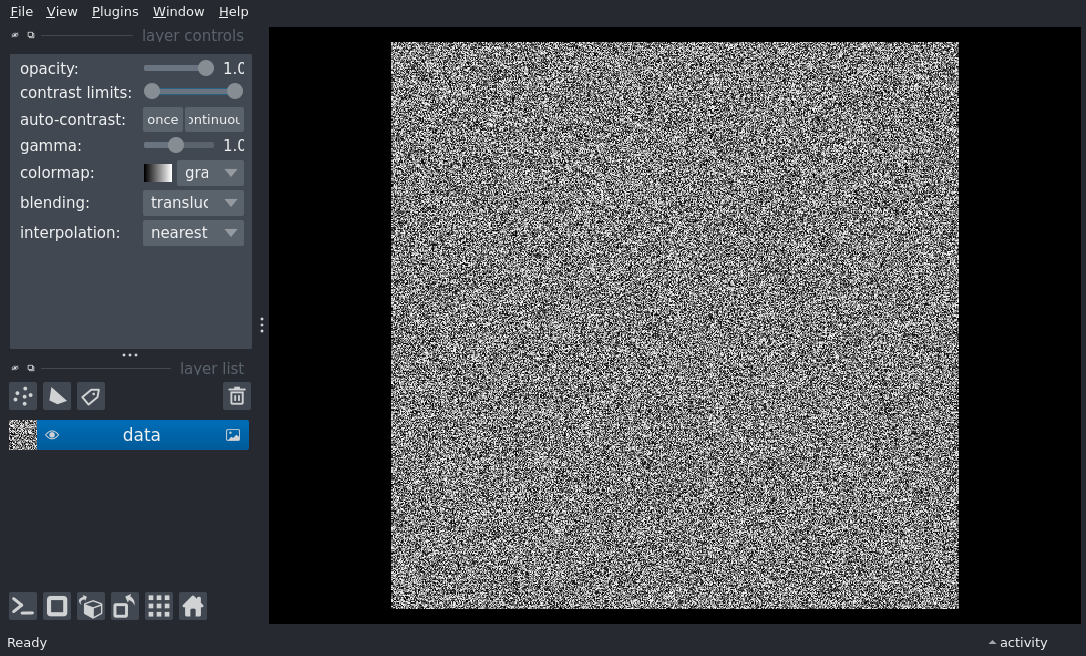 File View Plugins Window Help
layer controls
opacity: 1.0
contrast limits:
auto-contrast: once ontinuou
gamma: 1.0
colormap: gra
blending: transluc
interpolation: nearest
layer list
data
Ready
activity